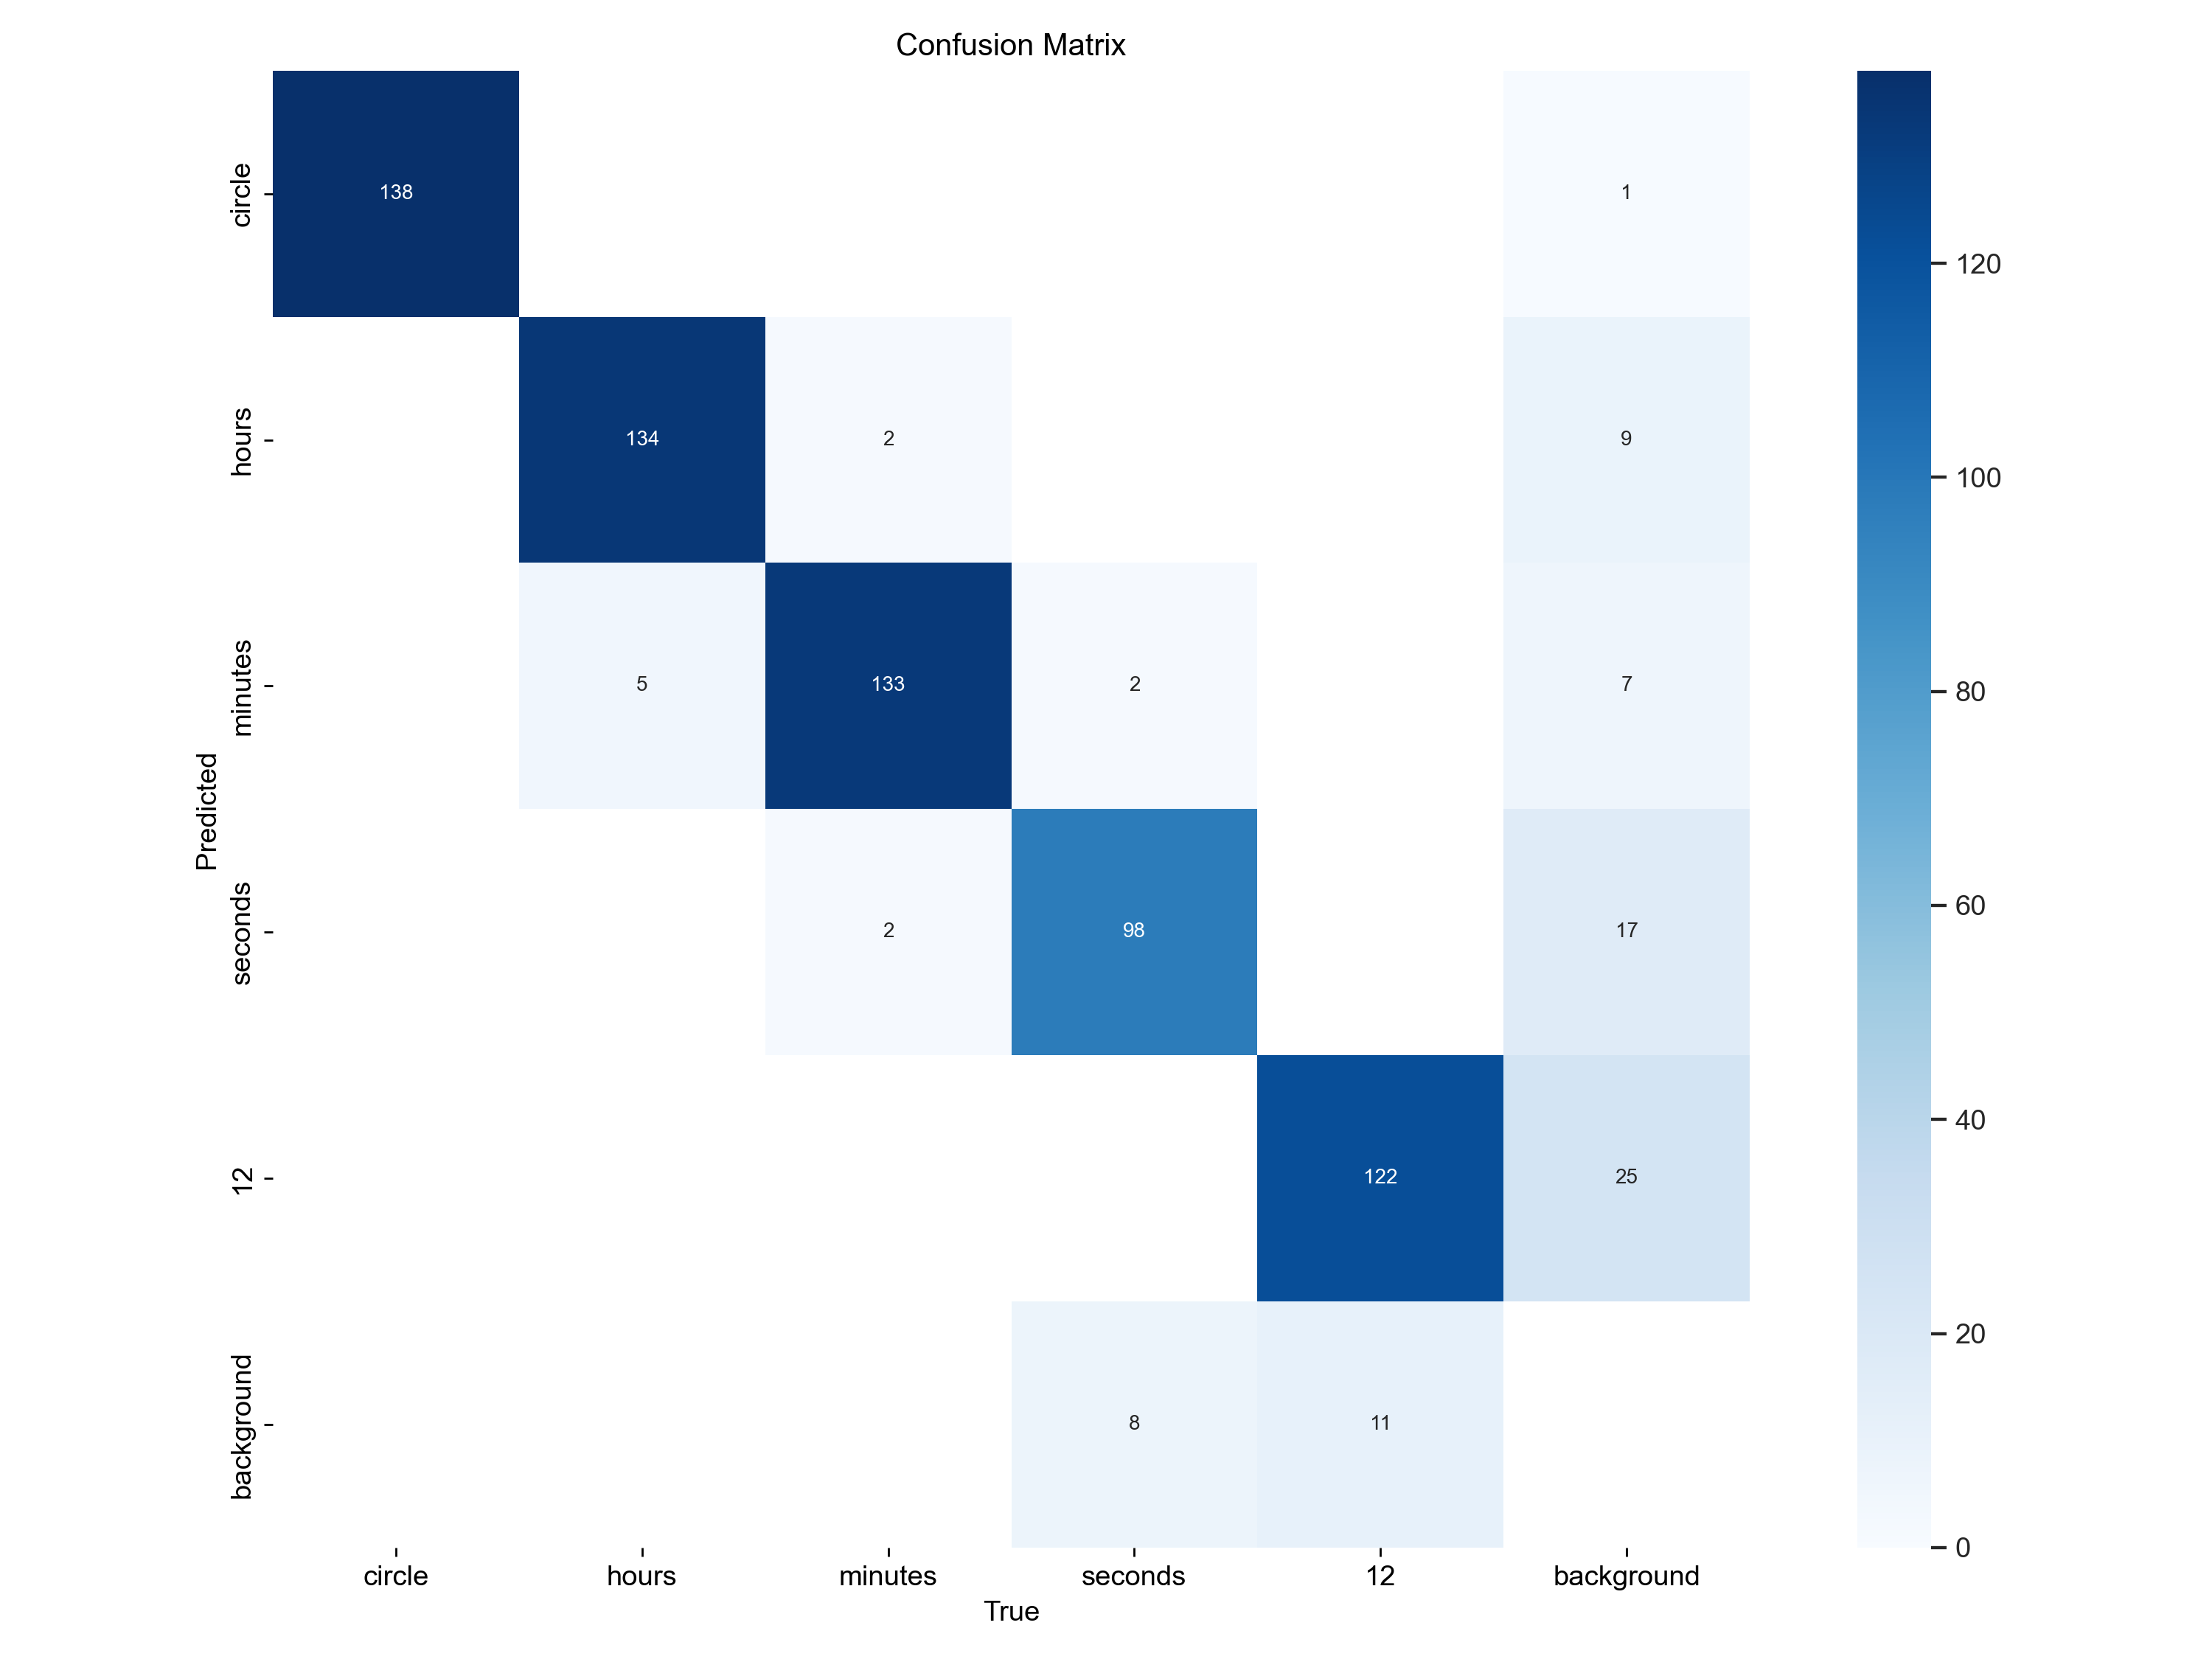 Confusion Matrix
Predicted
circle
138
1
hours
134
2
9
minutes
5
133
2
7
seconds
2
98
17
12
122
25
background
8
11
circle
hours
minutes
seconds
12
background
True
120
100
80
60
40
20
0